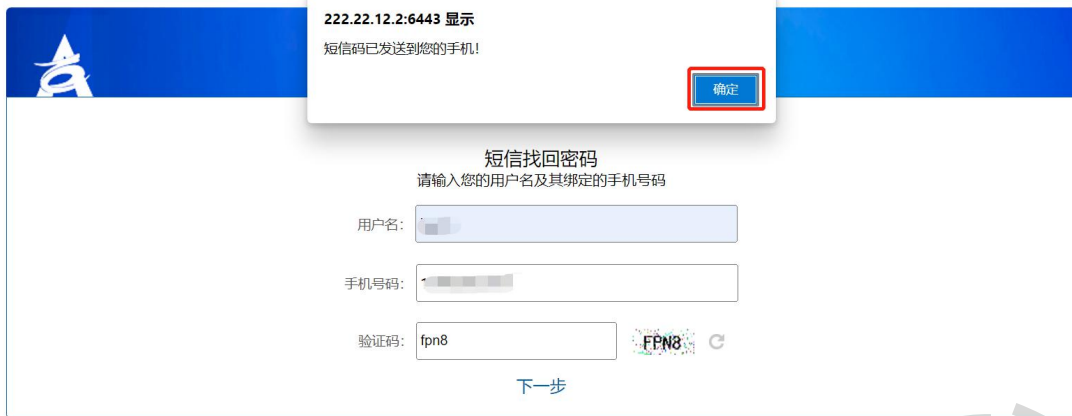 222.22.12.2:6443 显示
短信码已发送到您的手机!
确定
短信找回密码
请输入您的用户名及其绑定的手机号码
用户名:
手机号码:
验证码: fpn8 FPN8
下一步